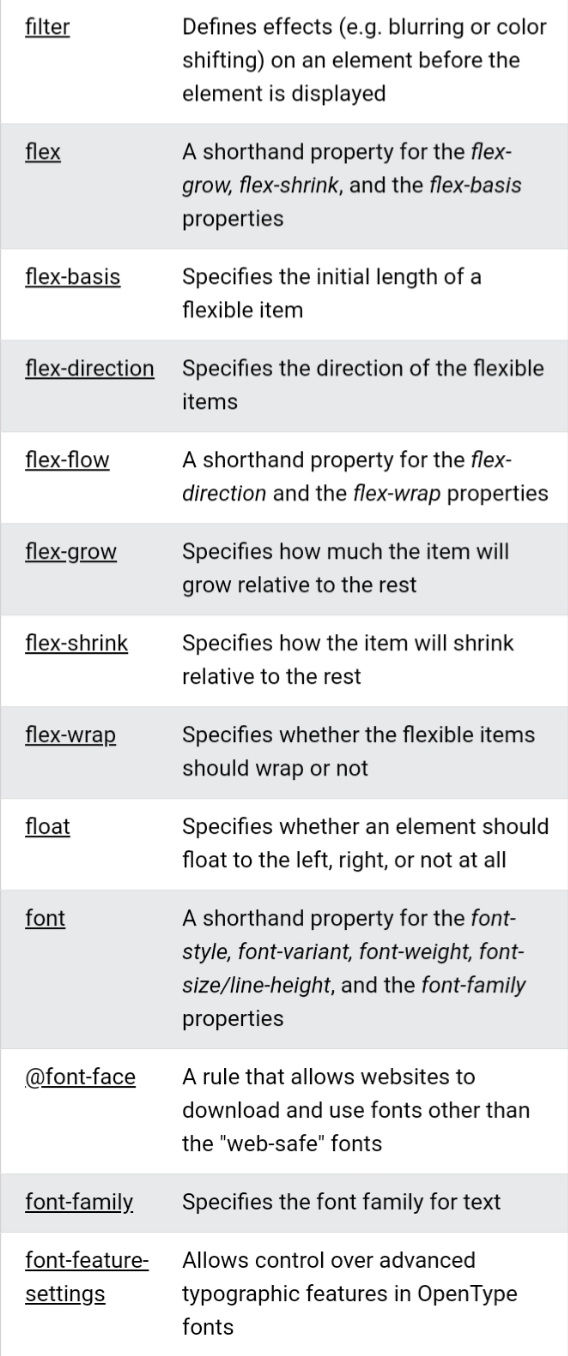 filter
Defines effects (e.g. blurring or color
shifting) on an element before the
element is displayed
flex
A shorthand property for the flex-
grow, flex-shrink, and the flex-basis
properties
flex-basis
Specifies the initial length of a
flexible item
flex-direction
Specifies the direction of the flexible
items
flex-flow
A shorthand property for the flex-
direction and the flex-wrap properties
flex-grow
Specifies how much the item will
grow relative to the rest
flex-shrink
Specifies how the item will shrink
relative to the rest
flex-wrap
Specifies whether the flexible items
should wrap or not
float
Specifies whether an element should
float to the left, right, or not at all
font
A shorthand property for the font-
style, font-variant, font-weight, font-
size/line-height, and the font-family
properties
@font-face
A rule that allows websites to
download and use fonts other than
the "web-safe" fonts
font-family
Specifies the font family for text
font-feature-
settings
Allows control over advanced
typographic features in OpenType
fonts